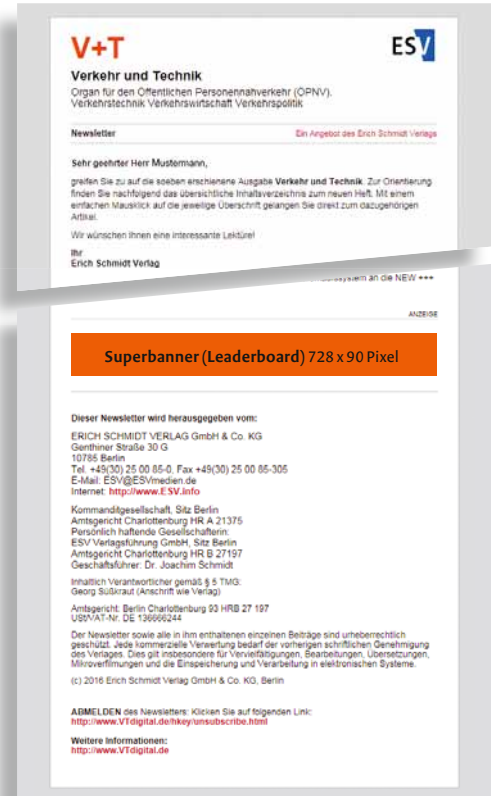 V+T
ESV
Verkehr und Technik
Organ für den Öffentlichen Personennahverkehr (ÖPNV).
Verkehrstechnik Verkehrswirtschaft Verkehrspolitik
Newsletter
Ein Angebot des Erich Schmidt Verlags
Sehr geehrter Herr Mustermann,
greifen Sie zu auf die soeben erschienene Ausgabe Verkehr und Technik. Zur Orientierung
finden Sie nachfolgend das übersichtliche Inhaltsverzeichnis zum neuen Heft. Mit einem
einfachen Mausklick auf die jeweilige Überschrift gelangen Sie direkt zum dazugehörigen
Artikel.
Wir wünschen Ihnen eine interessante Lektüre!
Ihr
Erich Schmidt Verlag
an die NEW +++
ANZEIGE
Superbanner (Leaderboard) 728 x 90 Pixel
Dieser Newsletter wird herausgegeben vom:
ERICH SCHMIDT VERLAG GmbH & Co. KG
Genthiner Straße 30 G
10785 Berlin
Tel. +49(30) 25 00 85-0, Fax +49(30) 25 00 85-305
E-Mail: ESV@ESVmedien.de
Internet: http://www.ESV.info
Kommanditgesellschaft, Sitz Berlin
Amtsgericht Charlottenburg HR A 21375
Persönlich haftende Gesellschafterin:
ESV Verlagsführung GmbH, Sitz Berlin
Amtsgericht Charlottenburg HR B 27197
Geschäftsführer: Dr. Joachim Schmidt
Inhaltlich Verantwortlicher gemäß § 5 TMG:
Georg Süßkraut (Anschrift wie Verlag)
Amtsgericht: Berlin Charlottenburg 93 HRB 27 197
USt/VAT-Nr. DE 136666244
Der Newsletter sowie alle in ihm enthaltenen einzelnen Beiträge sind urheberrechtlich
geschützt. Jede kommerzielle Verwertung bedarf der vorherigen schriftlichen Genehmigung
des Verlages. Dies gilt insbesondere für Vervielfältigungen, Bearbeitungen, Übersetzungen,
Mikroverfilmungen und die Einspeicherung und Verarbeitung in elektronischen Systeme.
(c) 2016 Erich Schmidt Verlag GmbH & Co. KG, Berlin
ABMELDEN des Newsletters: Klicken Sie auf folgenden Link:
http://www.VTdigital.de/hkey/unsubscribe.html
Weitere Informationen:
http://www.VTdigital.de